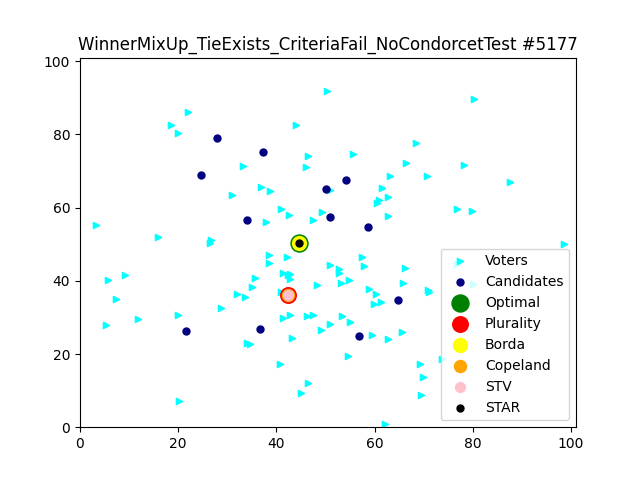 WinnerMixUp_TieExists_CriteriaFail_NoCondorcetTest #5177
100
80
60
40
20
0
0 20 40 60 80 100
Voters
Candidates
Optimal
Plurality
Borda
Copeland
STV
STAR